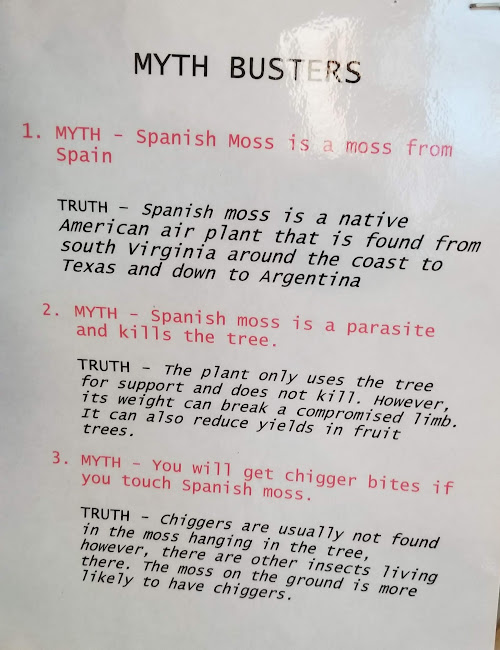 MYTH BUSTERS
1. MYTH - Spanish Moss is a moss from
Spain
TRUTH - Spanish moss is a native
American air plant that is found from
south Virginia around the coast to
Texas and down to Argentina
2. MYTH - Spanish moss is a parasite
and kills the tree.
TRUTH - The plant only uses the tree
for support and does not kill. However,
its weight can break a compromised limb.
It can also reduce yields in fruit
trees.
3. MYTH - You will get chigger bites if
you touch Spanish moss.
TRUTH - Chiggers are usually not found
in the moss hanging in the tree,
however, there are other insects living
there. The moss on the ground is more
likely to have chiggers.